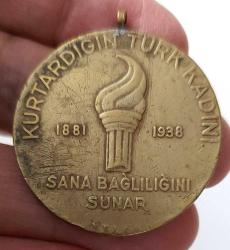 KURTARDIĞIN TÜRK KADINI
1881 1938
SANA BAĞLILIĞINI
SUNAR